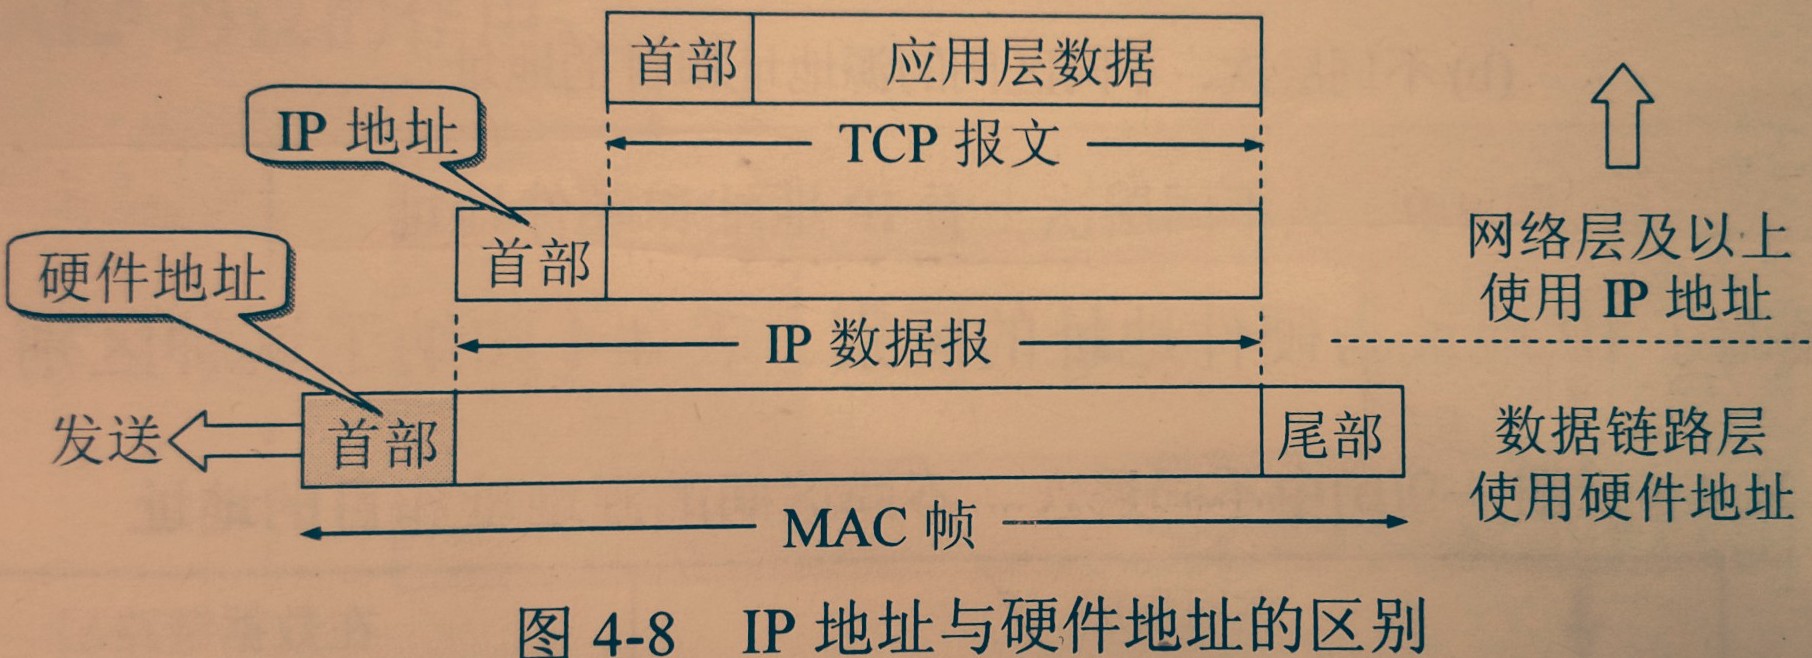 首部 应用层数据
IP 地址
TCP 报文
网络层及以上
使用 IP 地址
首部
硬件地址
IP 数据报
发送
首部
尾部
数据链路层
使用硬件地址
MAC 帧
图 4-8 IP 地址与硬件地址的区别